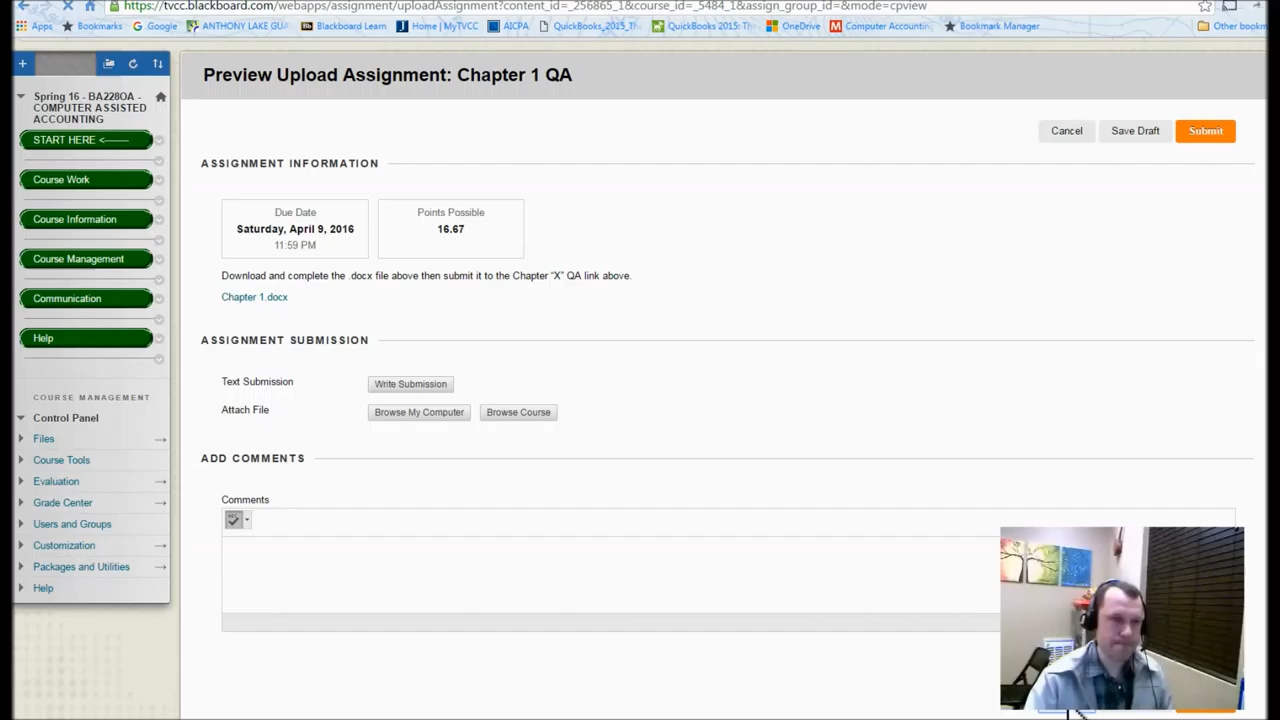 https://tvcc.blackboard.com/webapps/assignment/uploadAssignment?content_id=_256865_1&course_id=_5484_1&assign_group_id=&mode=cpview
Apps Bookmarks Google ANTHONY LAKE GUA Blackboard Learn Home | MyTVCC AICPA QuickBooks_2015_Th QuickBooks 2015: The OneDrive Computer Accountin Bookmark Manager Other bookm
Preview Upload Assignment: Chapter 1 QA
Spring 16 - BA228OA -
COMPUTER ASSISTED
ACCOUNTING
START HERE <-------
Course Work
Course Information
Course Management
Communication
Help
COURSE MANAGEMENT
Control Panel
Files
Course Tools
Evaluation
Grade Center
Users and Groups
Customization
Packages and Utilities
Help
Cancel Save Draft Submit
ASSIGNMENT INFORMATION
Due Date
Saturday, April 9, 2016
11:59 PM
Points Possible
16.67
Download and complete the .docx file above then submit it to the Chapter “X” QA link above.
Chapter 1.docx
ASSIGNMENT SUBMISSION
Text Submission Write Submission
Attach File Browse My Computer Browse Course
ADD COMMENTS
Comments